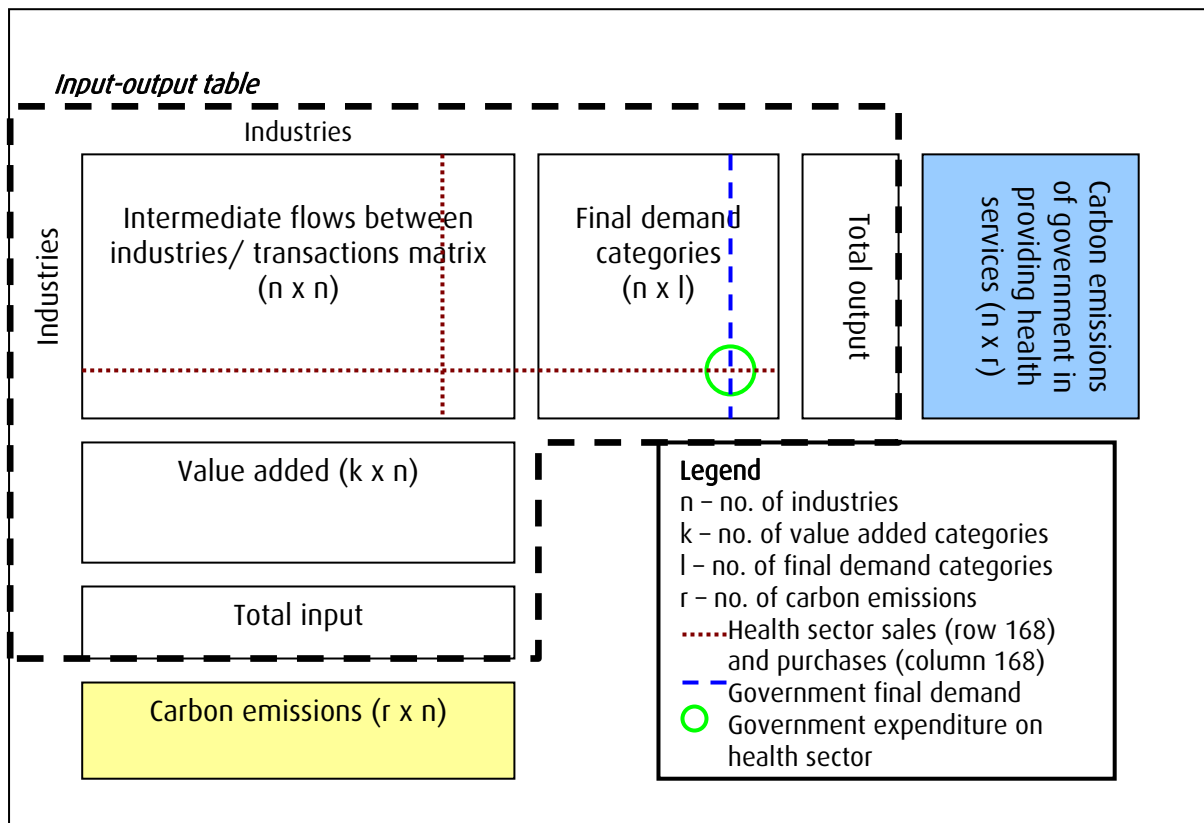 Input-output table
Industries
Industries
Intermediate flows between
industries/ transactions matrix
(n x n)
Final demand
categories
(n x l)
Total output
Carbon emissions
of government in
providing health
services (n x r)
Value added (k x n)
Total input
Carbon emissions (r x n)
Legend
n – no. of industries
k – no. of value added categories
l – no. of final demand categories
r – no. of carbon emissions
Health sector sales (row 168)
and purchases (column 168)
Government final demand
Government expenditure on
health sector